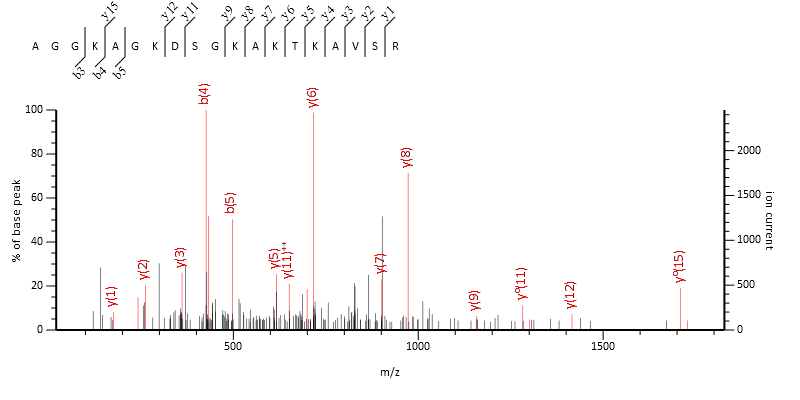 y15 y12 y11 y9 y8 y7 y6 y5 y4 y3 y2 y1
A G G K A G K D S G K A K T K A V S R
b3 b4 b5
b(4) y(6)
y(8)
b(5)
y(1) y(2) y(3) y(5) y(11)++ y(7) y(9) y⁰(11) y(12) y⁰(15)
100
80
60
40
20
0
% of base peak
2000
1500
1000
500
0
ion current
500 1000 1500
m/z